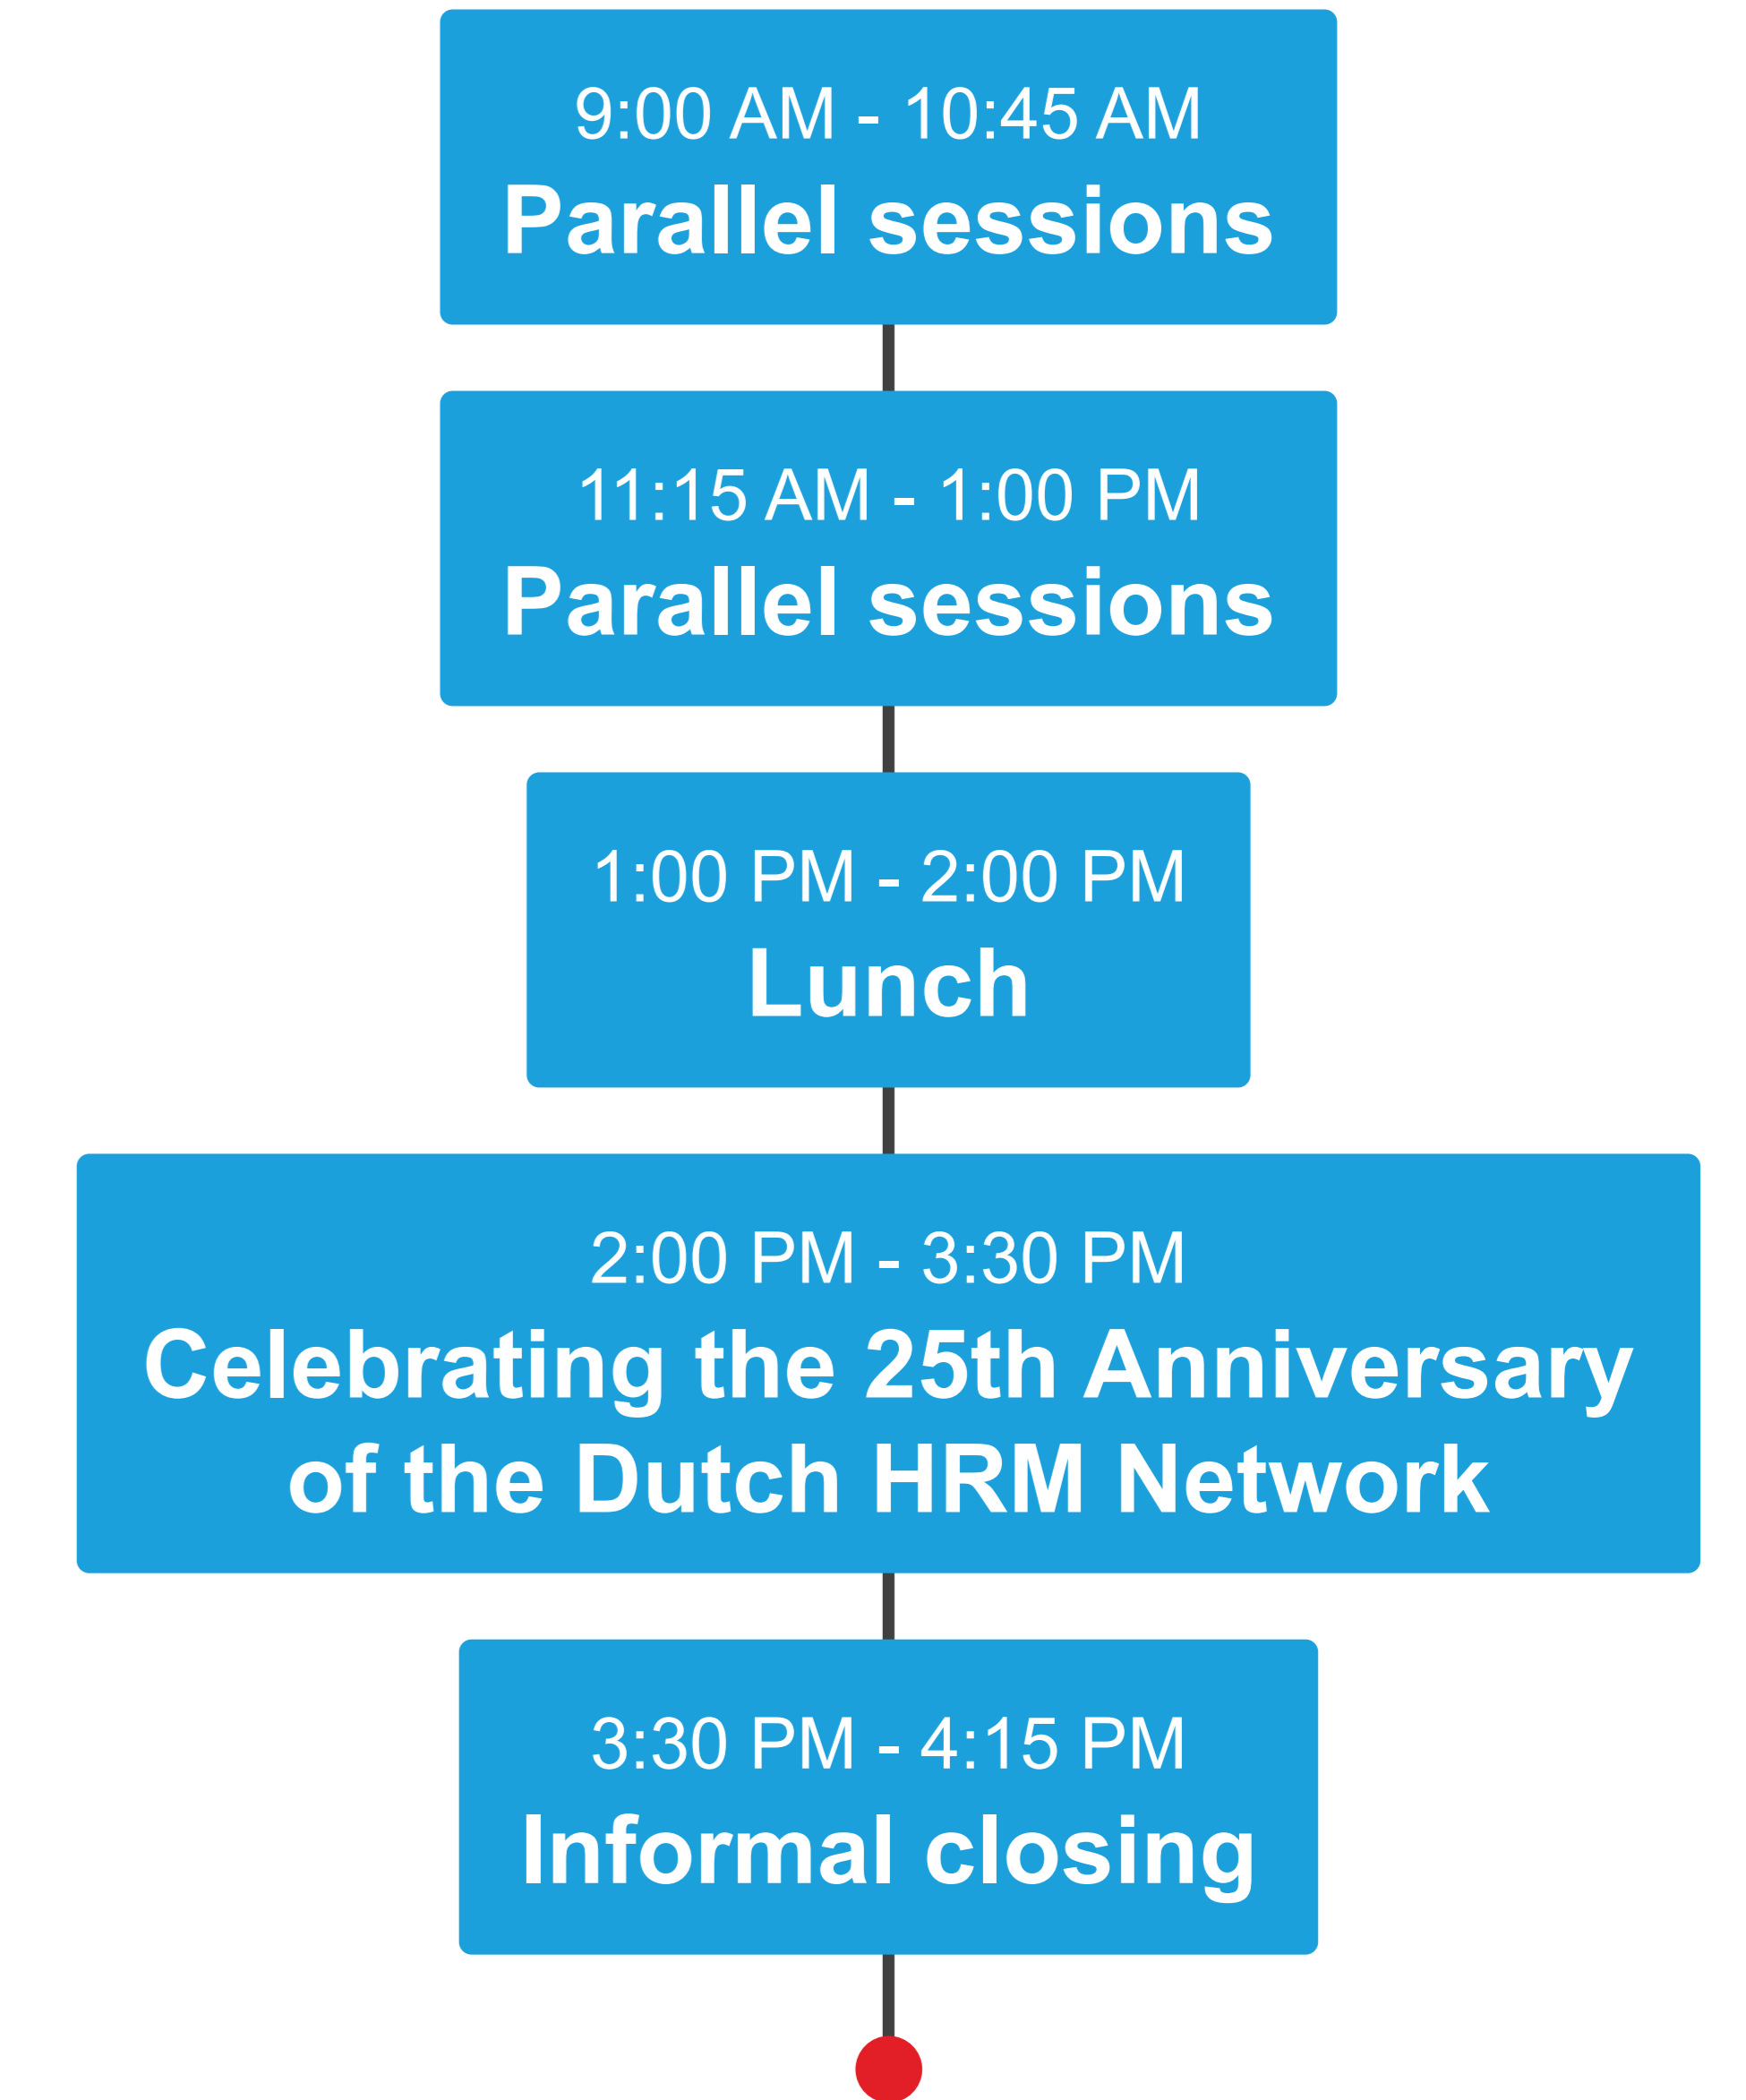 9:00 AM - 10:45 AM
Parallel sessions
11:15 AM - 1:00 PM
Parallel sessions
1:00 PM - 2:00 PM
Lunch
2:00 PM - 3:30 PM
Celebrating the 25th Anniversary
of the Dutch HRM Network
3:30 PM - 4:15 PM
Informal closing